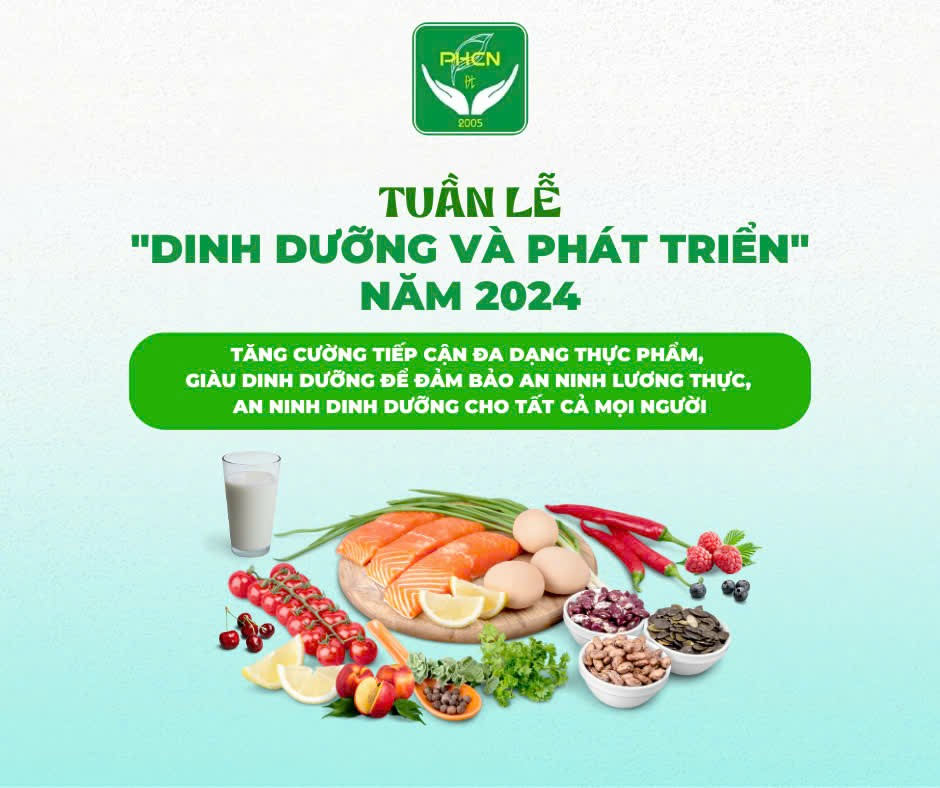 PHCN
ĐT
2005
TUẦN LỄ
"DINH DƯỠNG VÀ PHÁT TRIỂN"
NĂM 2024
TĂNG CƯỜNG TIẾP CẬN ĐA DẠNG THỰC PHẨM,
GIÀU DINH DƯỠNG ĐỂ ĐẢM BẢO AN NINH LƯƠNG THỰC,
AN NINH DINH DƯỠNG CHO TẤT CẢ MỌI NGƯỜI